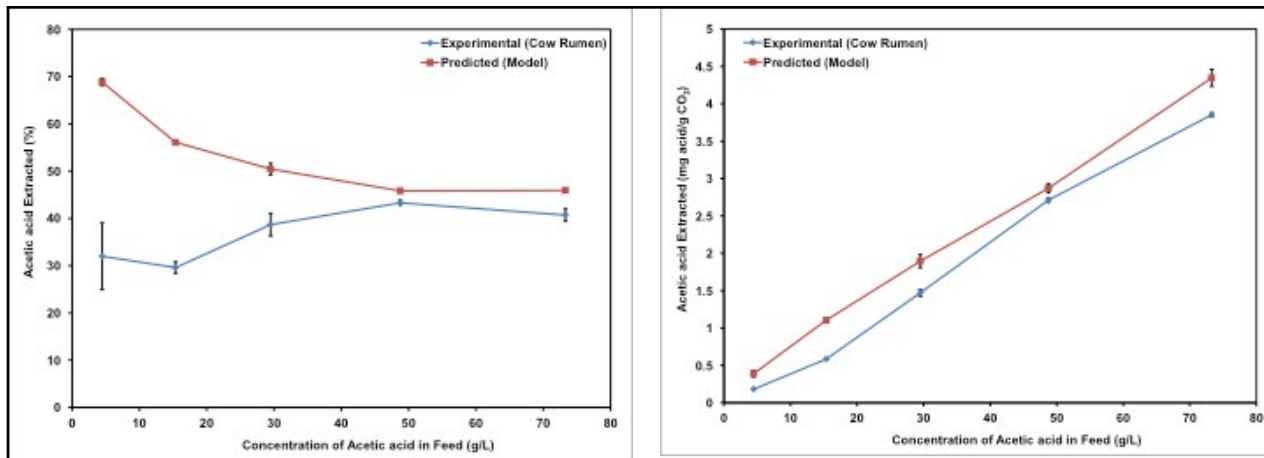 Experimental (Cow Rumen)
Predicted (Model)
Acetic acid Extracted (%)
80
70
60
50
40
30
20
10
0
0 10 20 30 40 50 60 70 80
Concentration of Acetic acid in Feed (g/L)
Experimental (Cow Rumen)
Predicted (Model)
Acetic acid Extracted (mg acid/g CO₂)
5
4.5
4
3.5
3
2.5
2
1.5
1
0.5
0
0 10 20 30 40 50 60 70 80
Concentration of Acetic acid in Feed (g/L)